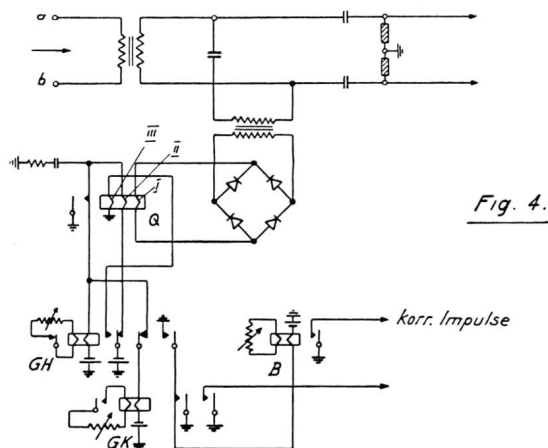 a
b
III
II
I
Q
Fig. 4.
korr. Impulse
GH
B
GK